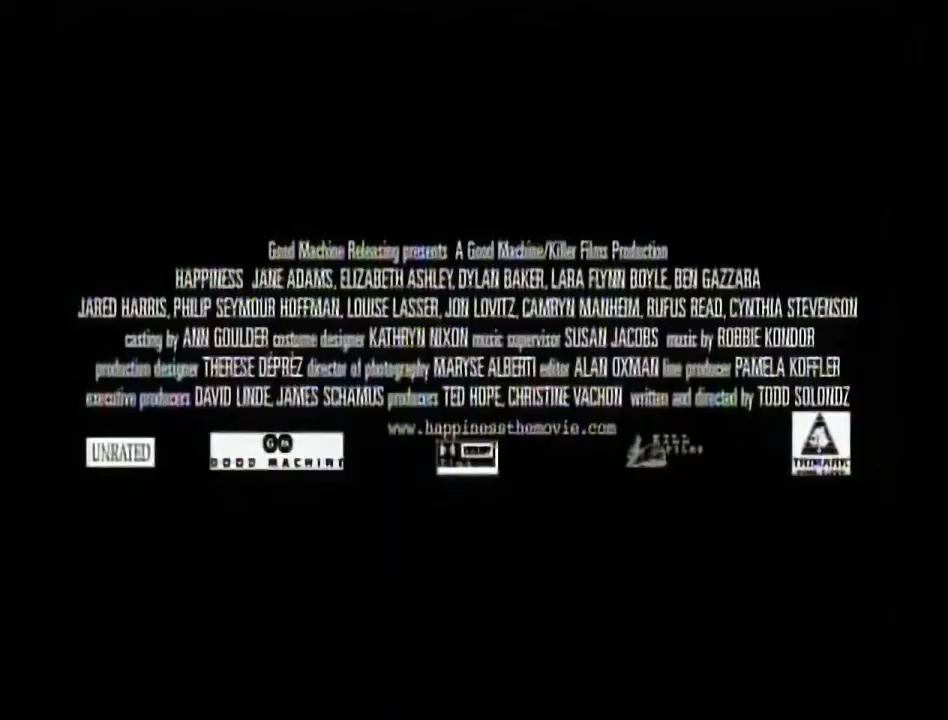 Good Machine Releasing presents A Good Machine/Killer Films Production
HAPPINESS JANE ADAMS, ELIZABETH ASHLEY, DYLAN BAKER, LARA FLYNN BOYLE, BEN GAZZARA
JARED HARRIS, PHILIP SEYMOUR HOFFMAN, LOUISE LASSER, JON LOVITZ, CAMRYN MANHEIM, RUFUS READ, CYNTHIA STEVENSON
casting by ANN GOULDER costume designer KATHRYN NIXON music supervisor SUSAN JACOBS music by ROBBIE KONDOR
production designer THERESE DÉPREZ director of photography MARYSE ALBERTI editor ALAN OXMAN line producer PAMELA KOFFLER
executive producers DAVID LINDE, JAMES SCHAMUS producers TED HOPE, CHRISTINE VACHON written and directed by TODD SOLONDZ
www.happinessthemovie.com
UNRATED
GM
GOOD MACHINE
TRIMARK